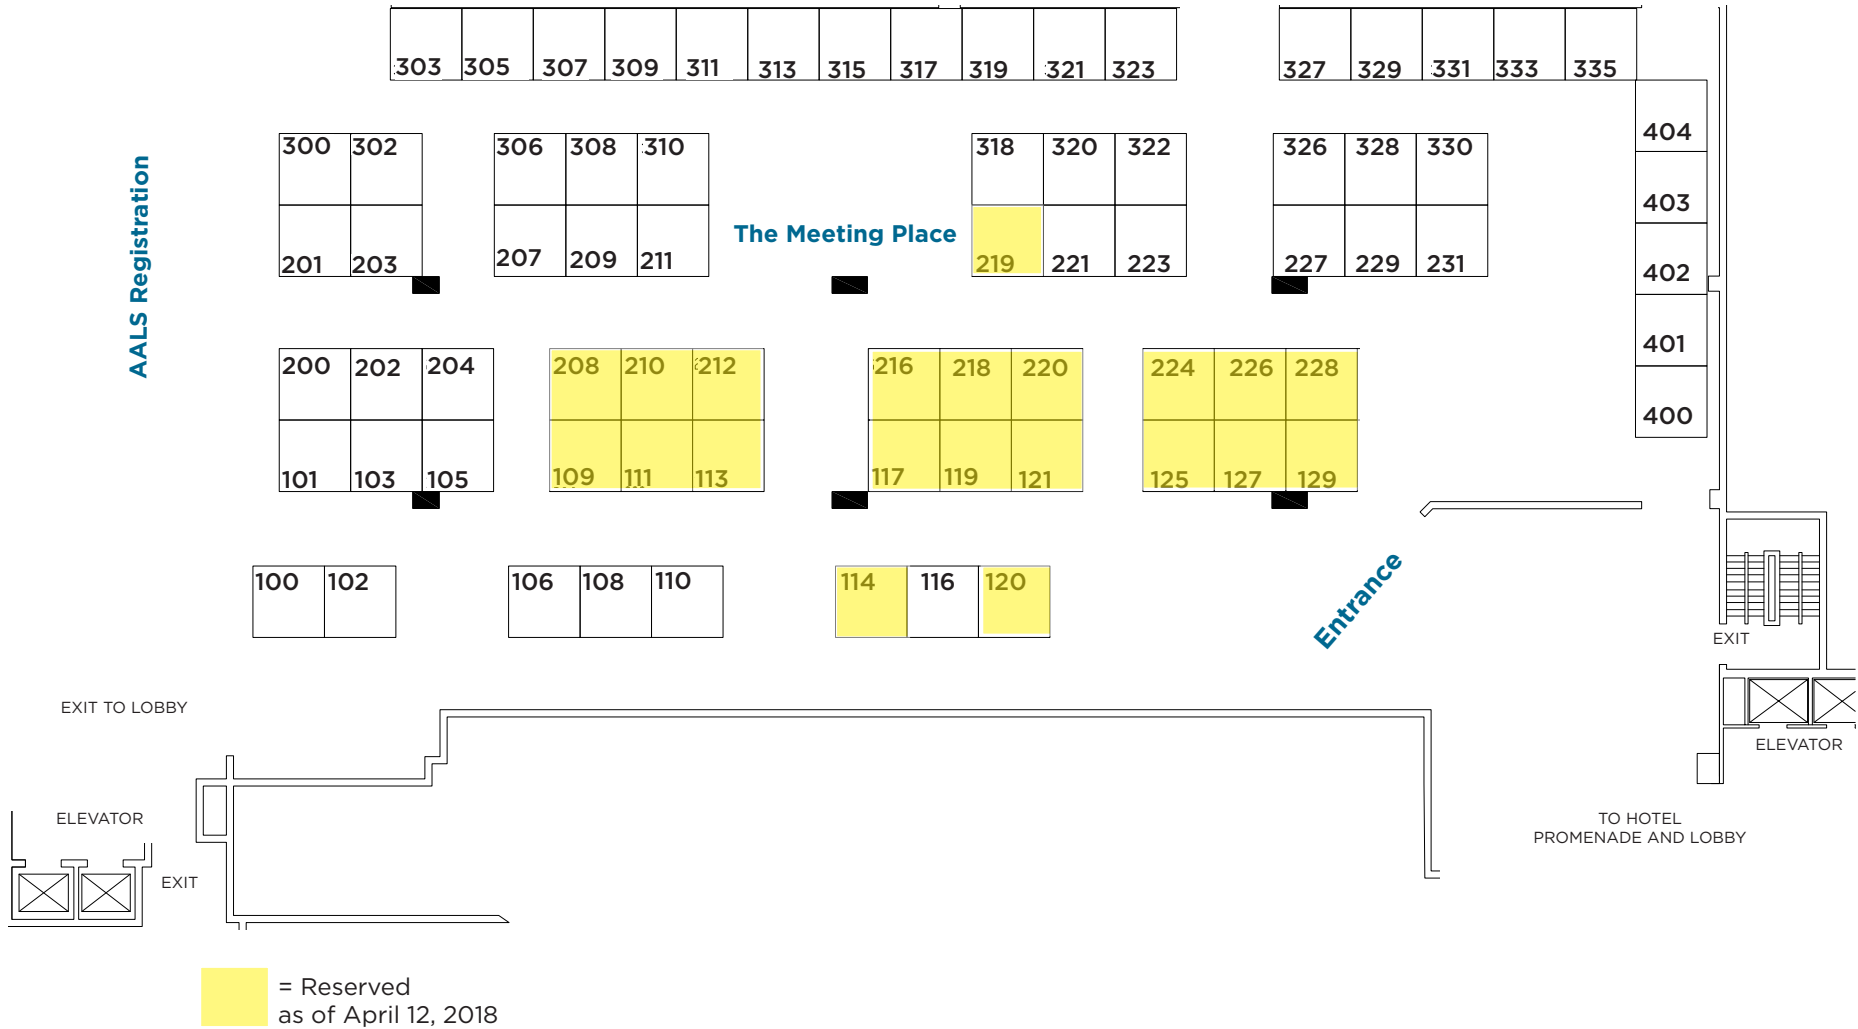 303 305 307 309 311 313 315 317 319 321 323 327 329 331 333 335
404
300 302 306 308 310 318 320 322 326 328 330
403
AALS Registration
The Meeting Place
201 203 207 209 211 219 221 223 227 229 231
402
401
200 202 204 208 210 212 216 218 220 224 226 228
400
101 103 105 109 111 113 117 119 121 125 127 129
100 102 106 108 110 114 116 120
Entrance
EXIT
EXIT TO LOBBY
ELEVATOR
ELEVATOR
TO HOTEL
PROMENADE AND LOBBY
EXIT
= Reserved
as of April 12, 2018